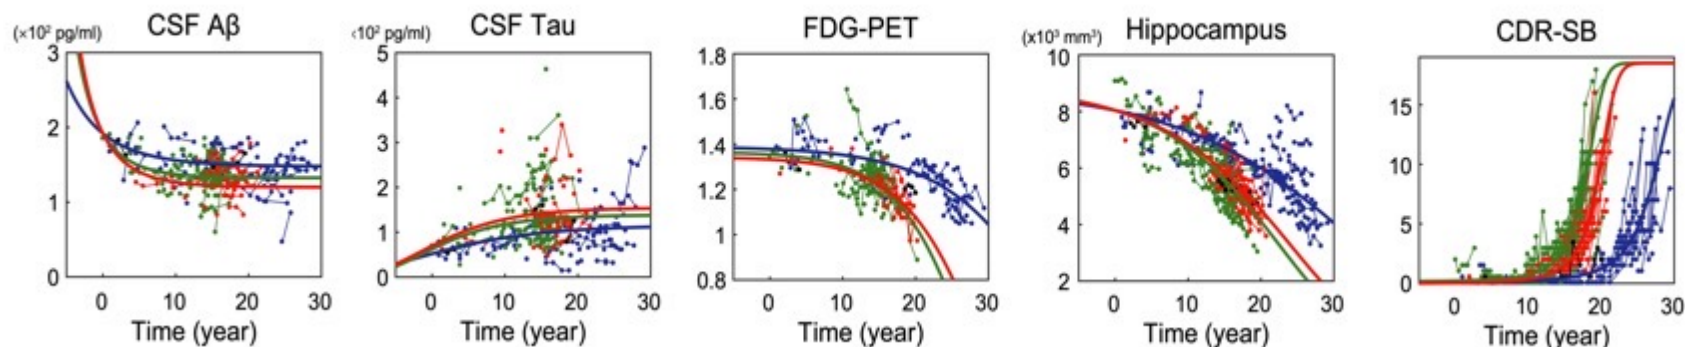 CSF Aβ
(×10² pg/ml)
3
2
1
0
0 10 20 30
Time (year)
CSF Tau
‹10² pg/ml)
5
4
3
2
1
0
0 10 20 30
Time (year)
FDG-PET
1.8
1.6
1.4
1.2
1.0
0.8
0 10 20 30
Time (year)
Hippocampus
(x10³ mm³)
10
8
6
4
2
0 10 20 30
Time (year)
CDR-SB
15
10
5
0
0 10 20 30
Time (year)